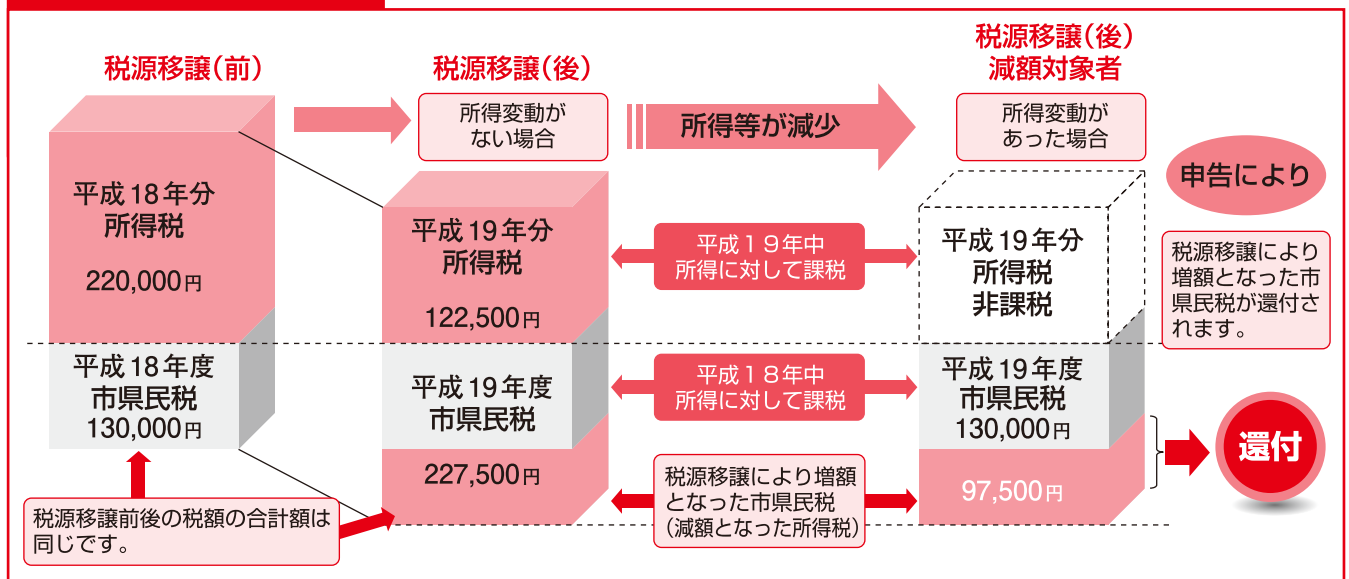 税源移譲(前)
平成18年分
所得税
220,000円
平成18年度
市県民税
130,000円
税源移譲前後の税額の合計額は
同じです。
税源移譲(後)
所得変動が
ない場合
平成19年分
所得税
122,500円
平成19年度
市県民税
227,500円
所得等が減少
平成19年中
所得に対して課税
平成18年中
所得に対して課税
税源移譲により増額
となった市県民税
(減額となった所得税)
税源移譲(後)
減額対象者
所得変動が
あった場合
平成19年分
所得税
非課税
平成19年度
市県民税
130,000円
97,500円
申告により
税源移譲により
増額となった市
県民税が還付さ
れます。
還付